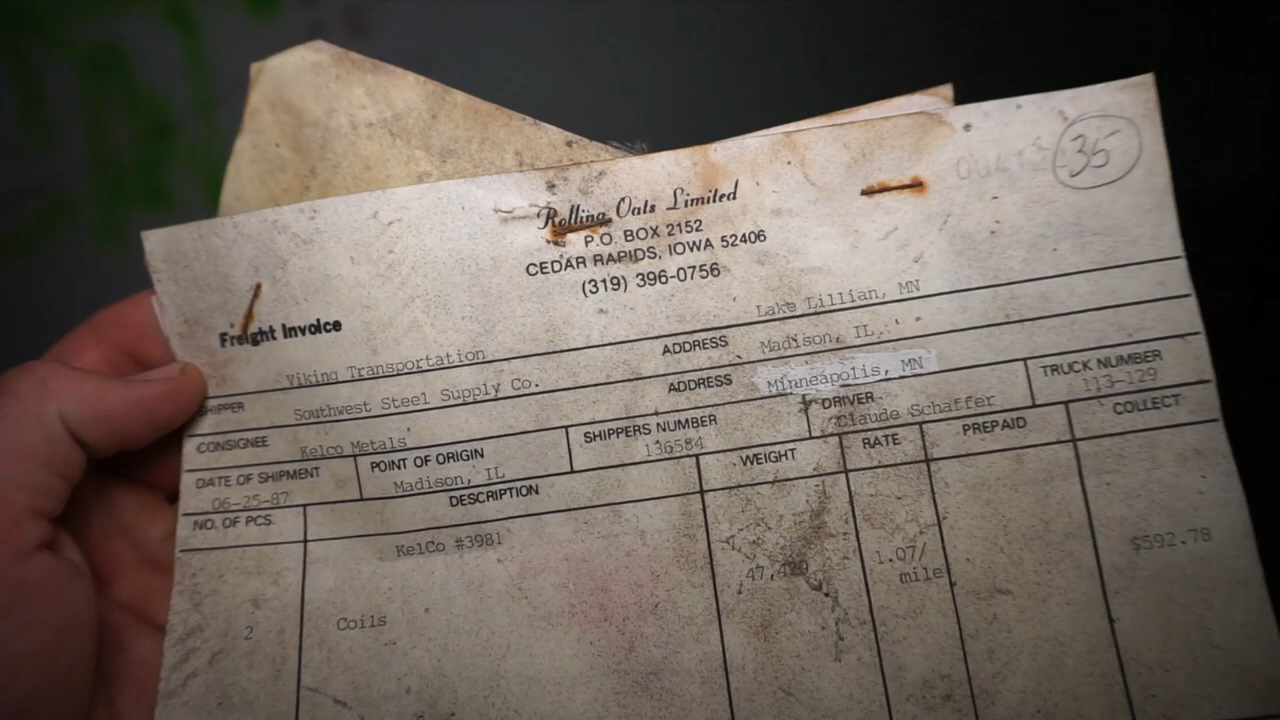 35
Rolling Oats Limited
P.O. BOX 2152
CEDAR RAPIDS, IOWA 52406
(319) 396-0756
Freight Invoice
Viking Transportation Lake Lillian, MN
SHIPPER Southwest Steel Supply Co. ADDRESS Madison, IL
CONSIGNEE Kelco Metals ADDRESS Minneapolis, MN
DATE OF SHIPMENT POINT OF ORIGIN SHIPPERS NUMBER DRIVER TRUCK NUMBER
06-25-87 Madison, IL 136584 Claude Schaffer 113-129
NO. OF PCS. DESCRIPTION WEIGHT RATE PREPAID COLLECT
KelCo #3981
2 Coils 47,420 1.07/ $592.78
mile